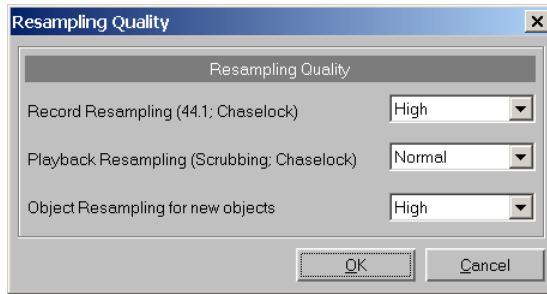 Resampling Quality
Resampling Quality
Record Resampling (44.1; Chaselock)
High
Playback Resampling (Scrubbing; Chaselock)
Normal
Object Resampling for new objects
High
OK
Cancel